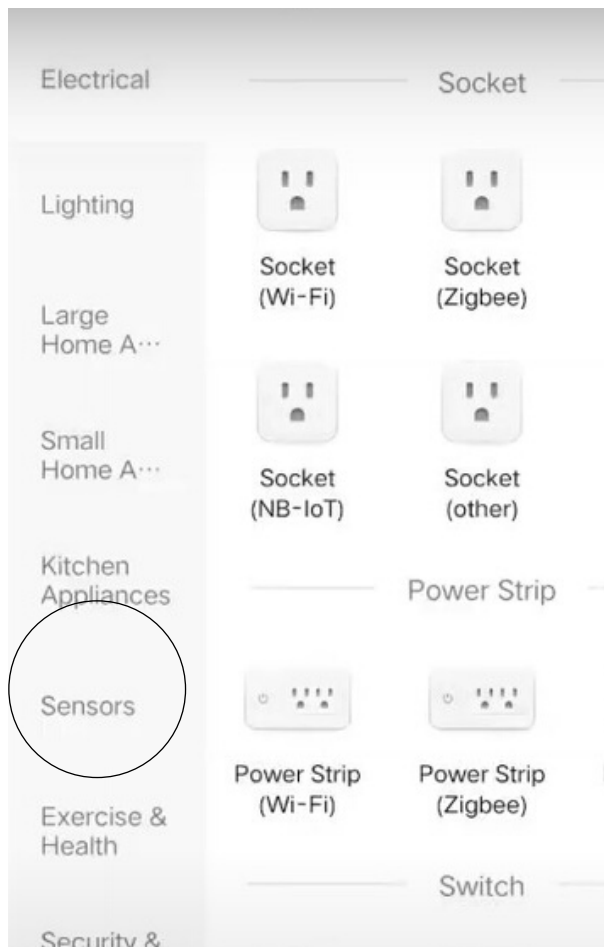 Electrical
Socket
Lighting
Socket
(Wi-Fi)
Socket
(Zigbee)
Large
Home A···
Small
Home A···
Socket
(NB-IoT)
Socket
(other)
Kitchen
Appliances
Power Strip
Sensors
Power Strip
(Wi-Fi)
Power Strip
(Zigbee)
Exercise &
Health
Switch
Security &